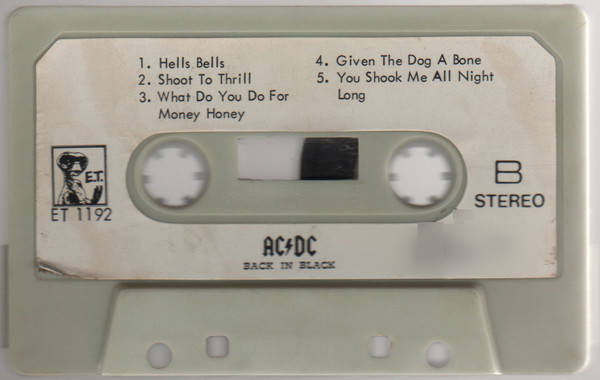 1. Hells Bells
2. Shoot To Thrill
3. What Do You Do For
Money Honey
4. Given The Dog A Bone
5. You Shook Me All Night
Long
E.T.
ET 1192
B
STEREO
AC⚡DC
BACK IN BLACK